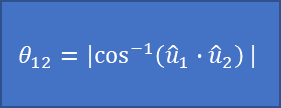 θ₁₂ = |cos⁻¹(û₁ · û₂) |